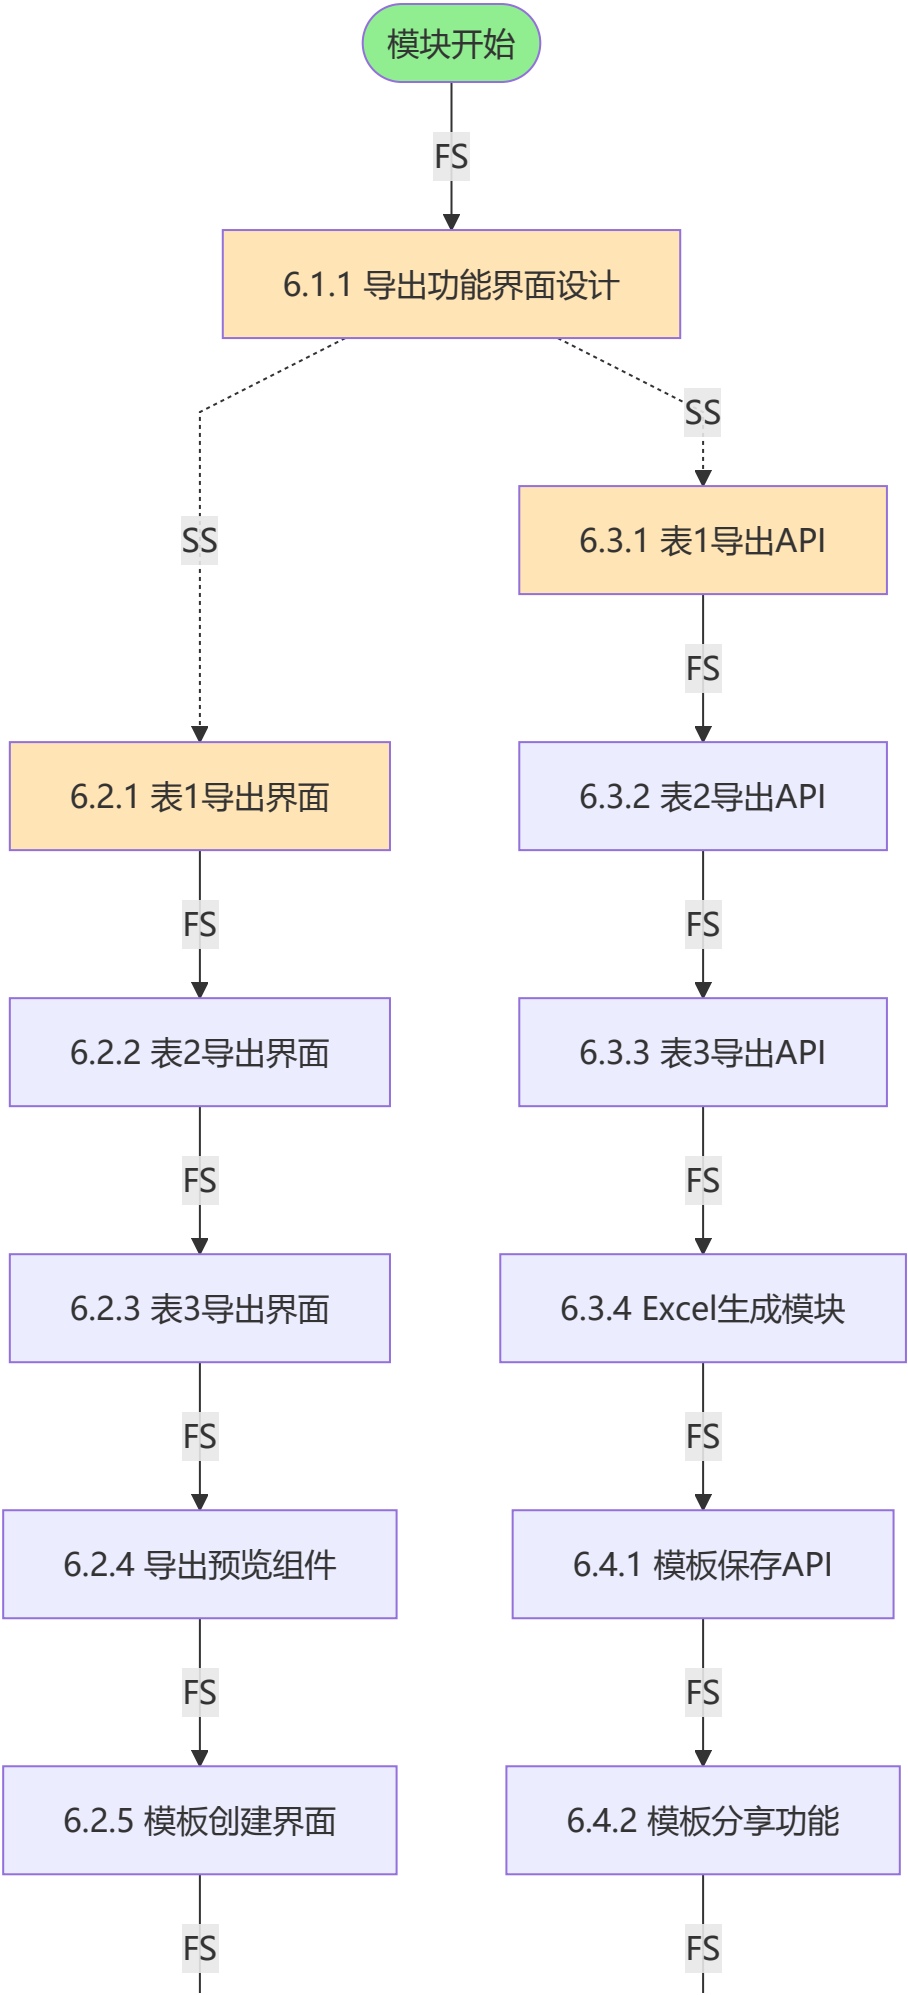 模块开始
FS
6.1.1 导出功能界面设计
SS
6.3.1 表1导出API
SS
FS
6.2.1 表1导出界面
6.3.2 表2导出API
FS
FS
6.2.2 表2导出界面
6.3.3 表3导出API
FS
FS
6.2.3 表3导出界面
6.3.4 Excel生成模块
FS
FS
6.2.4 导出预览组件
6.4.1 模板保存API
FS
FS
6.2.5 模板创建界面
6.4.2 模板分享功能
FS
FS